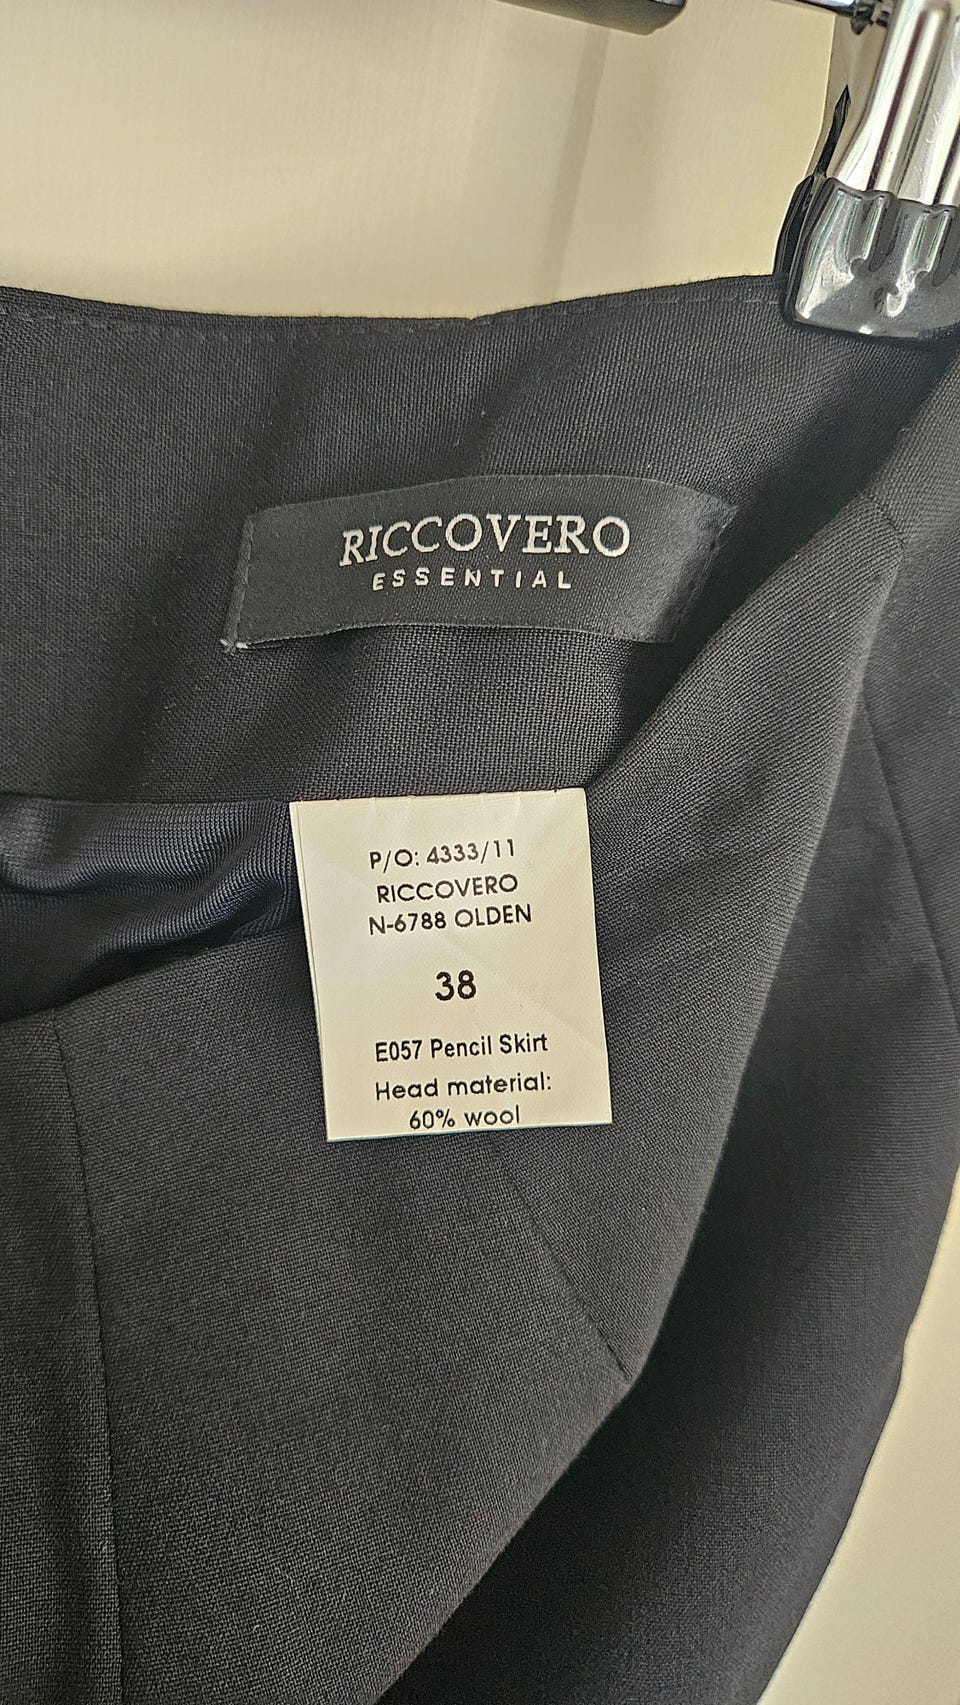 RICCOVERO
ESSENTIAL
P/O: 4333/11
RICCOVERO
N-6788 OLDEN
38
E057 Pencil Skirt
Head material:
60% wool